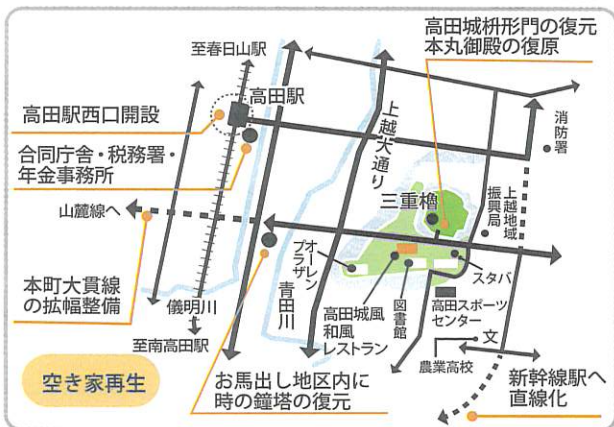 高田城枡形門の復元
本丸御殿の復原
至春日山駅
高田駅
高田駅西口開設
合同庁舎・税務署・
年金事務所
上越大通り
消防署
三重櫓
上越地域
振興局
山麓線へ
本町大貫線
の拡幅整備
儀明川
至南高田駅
青田川
オーレン
プラザ
高田城風
和風
レストラン
図書館
スタバ
高田スポーツ
センター
文
農業高校
空き家再生
お馬出し地区内に
時の鐘塔の復元
新幹線駅へ
直線化